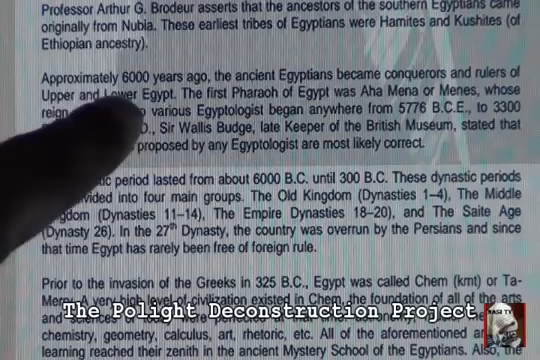 Professor Arthur G. Brodeur asserts that the ancestors of the southern Egyptians came
originally from Nubia. These earliest tribes of Egyptians were Hamites and Kushites (of
Ethiopian ancestry).
Approximately 6000 years ago, the ancient Egyptians became conquerors and rulers of
Upper and Lower Egypt. The first Pharaoh of Egypt was Aha Mena or Menes, whose
reign various Egyptologist began anywhere from 5776 B.C.E., to 3300
Sir Wallis Budge, late Keeper of the British Museum, stated that
proposed by any Egyptologist are most likely correct.
period lasted from about 6000 B.C. until 300 B.C. These dynastic periods
into four main groups. The Old Kingdom (Dynasties 1–4), The Middle
(Dynasties 11–14), The Empire Dynasties 18–20), and The Saite Age
(Dynasty 26). In the 27th Dynasty, the country was overrun by the Persians and since
that time Egypt has rarely been free of foreign rule.
Prior to the invasion of the Greeks in 325 B.C., Egypt was called Chem (kmt) or Ta-
Merry. A very high level of civilization existed in Chem, the foundation of all of the arts
The Polight Deconstruction Project
RASI TV
and sciences
chemistry, geometry, calculus, art, rhetoric, etc. All of the aforementioned
learning reached their zenith in the ancient Mystery School of the Egyptians. Also, the